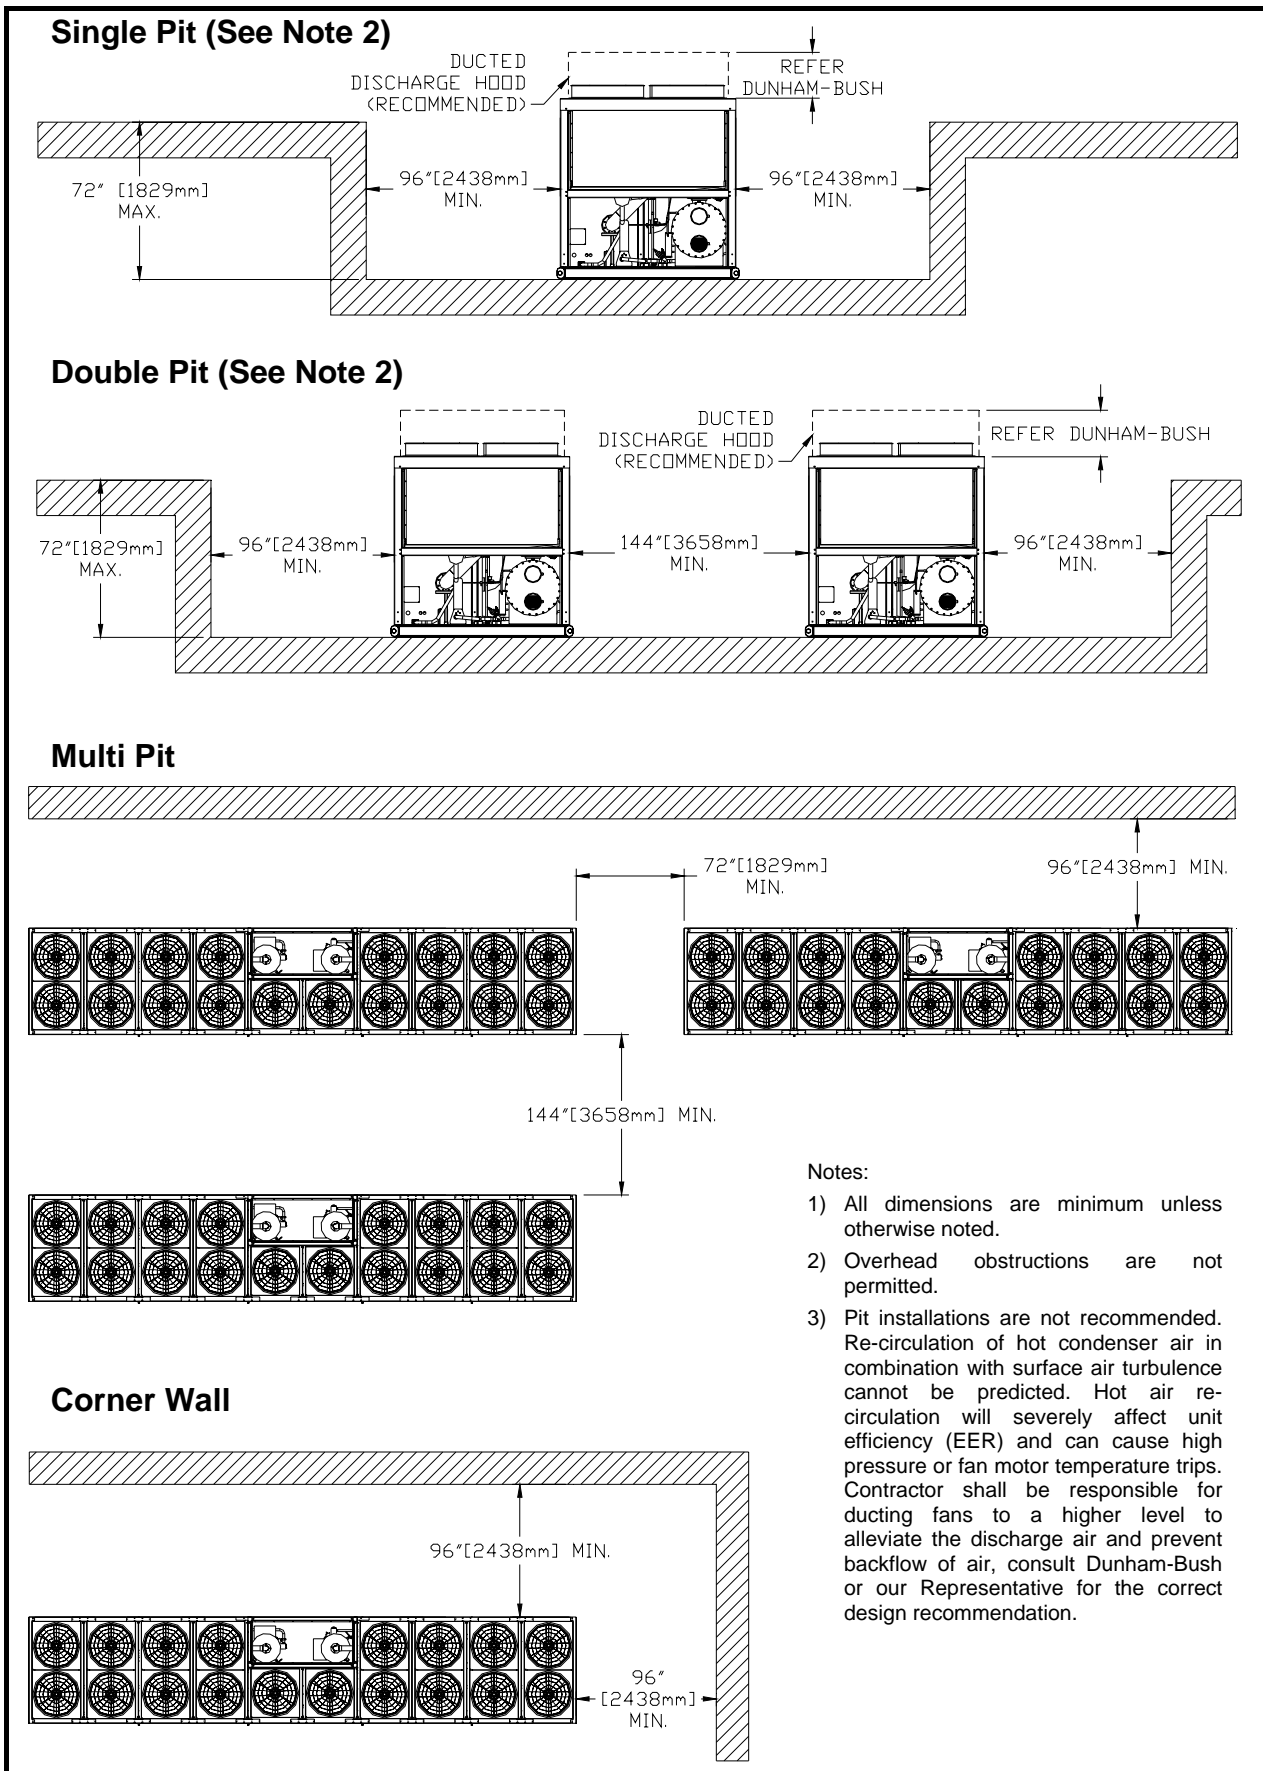 Single Pit (See Note 2)
DUCTED
DISCHARGE HOOD
(RECOMMENDED)
REFER
DUNHAM-BUSH
72" [1829mm]
MAX.
96"[2438mm]
MIN.
96"[2438mm]
MIN.
Double Pit (See Note 2)
DUCTED
DISCHARGE HOOD
(RECOMMENDED)
REFER DUNHAM-BUSH
72"[1829mm]
MAX.
96"[2438mm]
MIN.
144"[3658mm]
MIN.
96"[2438mm]
MIN.
Multi Pit
72"[1829mm]
MIN.
96"[2438mm] MIN.
144"[3658mm] MIN.
Notes:
1) All dimensions are minimum unless
otherwise noted.
2) Overhead obstructions are not
permitted.
3) Pit installations are not recommended.
Re-circulation of hot condenser air in
combination with surface air turbulence
cannot be predicted. Hot air re-
circulation will severely affect unit
efficiency (EER) and can cause high
pressure or fan motor temperature trips.
Contractor shall be responsible for
ducting fans to a higher level to
alleviate the discharge air and prevent
backflow of air, consult Dunham-Bush
or our Representative for the correct
design recommendation.
Corner Wall
96"[2438mm] MIN.
96"
[2438mm]
MIN.